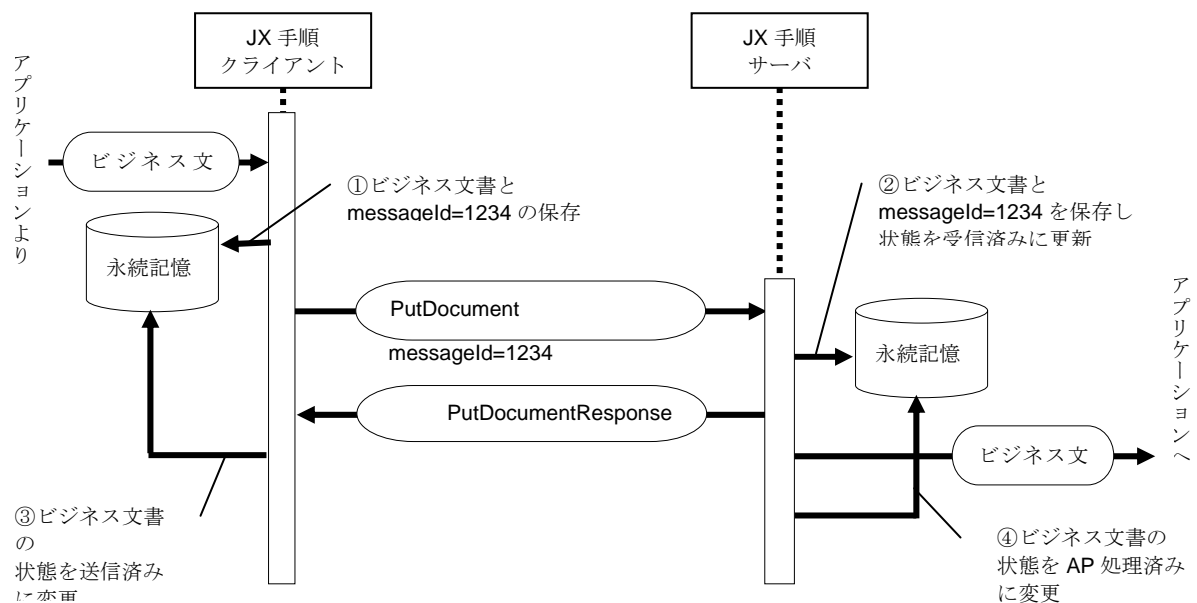 JX 手順
クライアント
JX 手順
サーバ
アプリケーションより
ビジネス文
①ビジネス文書と
messageId=1234 の保存
②ビジネス文書と
messageId=1234 を保存し
状態を受信済みに更新
永続記憶
PutDocument
messageId=1234
永続記憶
アプリケーションへ
PutDocumentResponse
ビジネス文
③ビジネス文書
の
状態を送信済み
に変更
④ビジネス文書の
状態を AP 処理済み
に変更